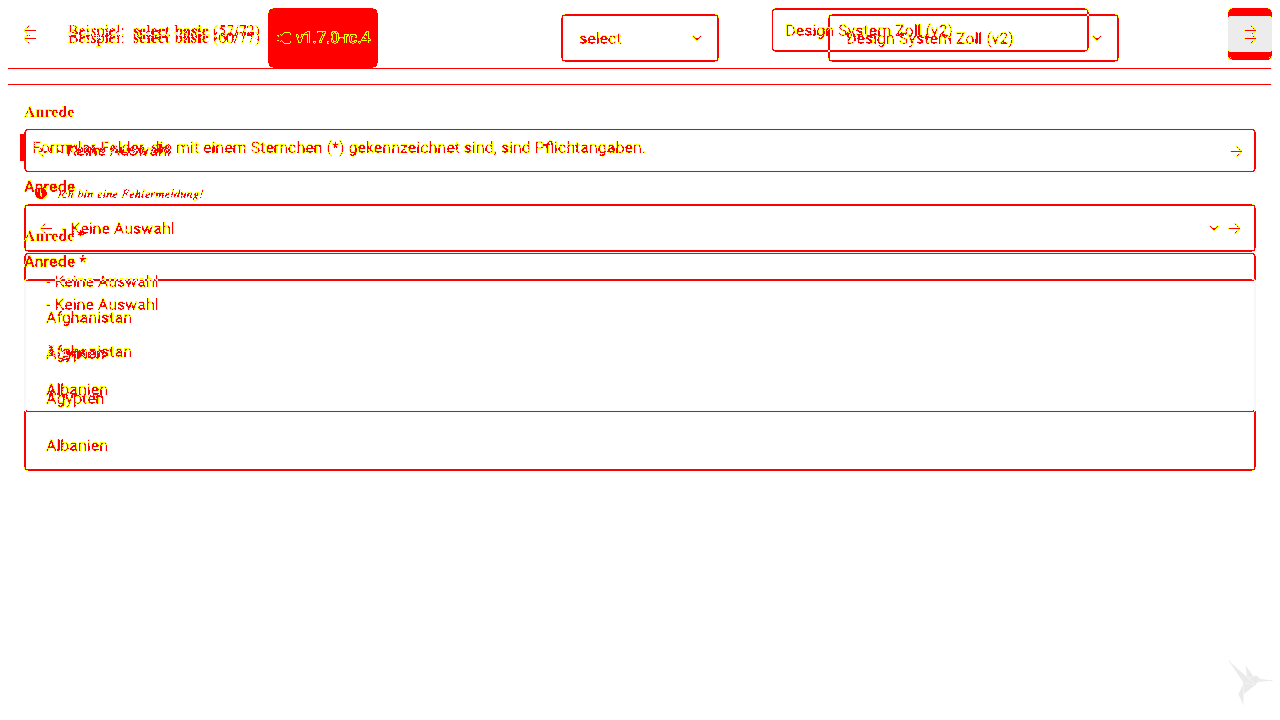 Beispiel: select basic (57/73)
Beispiel: select basic (60/77)
v1.7.0-rc.4
select
Design System Zoll (v2)
Design System Zoll (v2)
Anrede
Formular-Felder, die mit einem Sternchen (*) gekennzeichnet sind, sind Pflichtangaben.
- Keine Auswahl
Anrede
Ich bin eine Fehlermeldung!
- Keine Auswahl
Anrede *
Anrede *
- Keine Auswahl
- Keine Auswahl
Afghanistan
Afghanistan
Ägypten
Albanien
Ägypten
Albanien